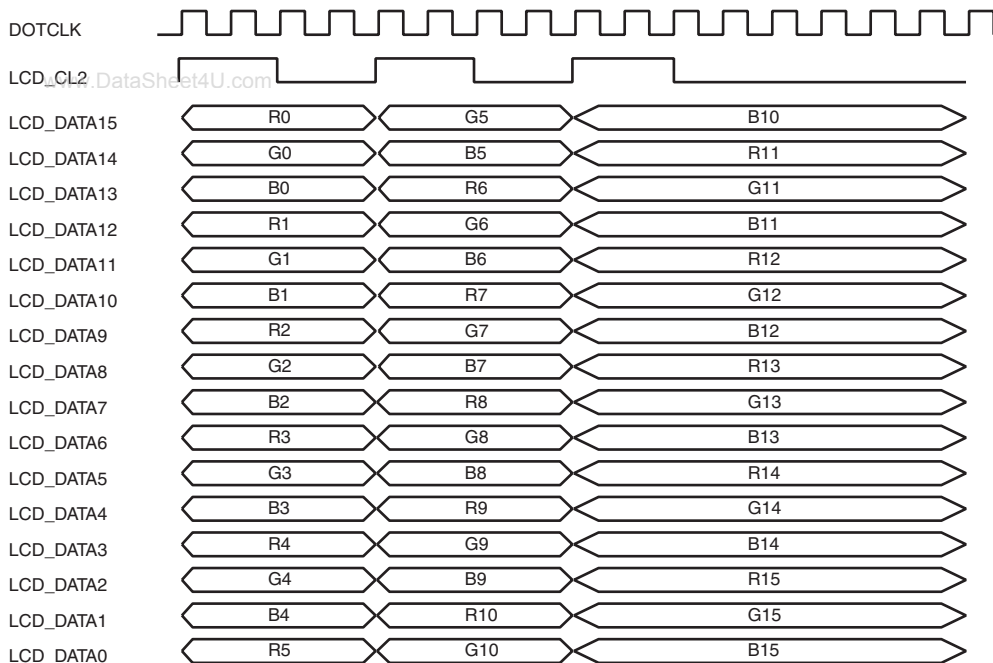 DOTCLK
LCD_CL2
www.DataSheet4U.com
LCD_DATA15 R0 G5 B10
LCD_DATA14 G0 B5 R11
LCD_DATA13 B0 R6 G11
LCD_DATA12 R1 G6 B11
LCD_DATA11 G1 B6 R12
LCD_DATA10 B1 R7 G12
LCD_DATA9 R2 G7 B12
LCD_DATA8 G2 B7 R13
LCD_DATA7 B2 R8 G13
LCD_DATA6 R3 G8 B13
LCD_DATA5 G3 B8 R14
LCD_DATA4 B3 R9 G14
LCD_DATA3 R4 G9 B14
LCD_DATA2 G4 B9 R15
LCD_DATA1 B4 R10 G15
LCD_DATA0 R5 G10 B15